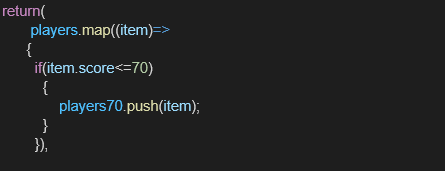 return(
players.map((item)=>
{
if(item.score<=70)
{
players70.push(item);
}
}),